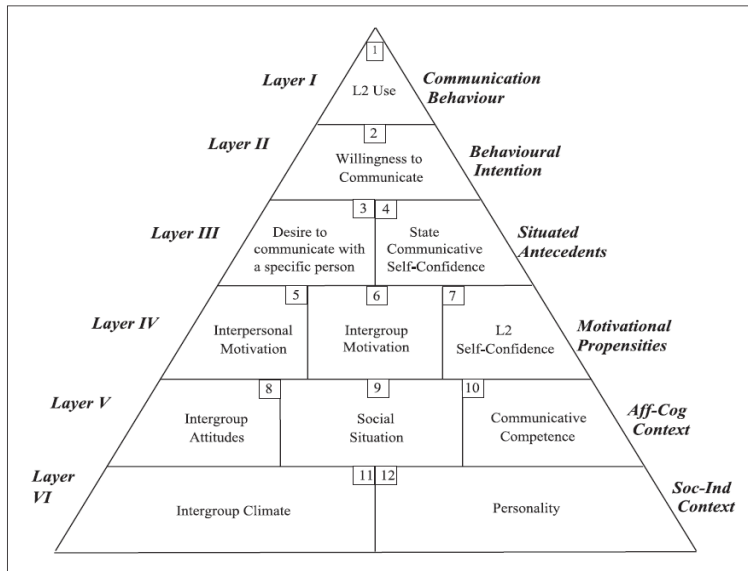 1
Layer I
Communication
Behaviour
L2 Use
Layer II
2
Willingness to
Communicate
Behavioural
Intention
Layer III
3
4
Desire to
communicate with
a specific person
State
Communicative
Self-Confidence
Situated
Antecedents
Layer IV
5
6
7
Interpersonal
Motivation
Intergroup
Motivation
L2
Self-Confidence
Motivational
Propensities
Layer V
8
9
10
Intergroup
Attitudes
Social
Situation
Communicative
Competence
Aff-Cog
Context
Layer
VI
11
12
Intergroup Climate
Personality
Soc-Ind
Context